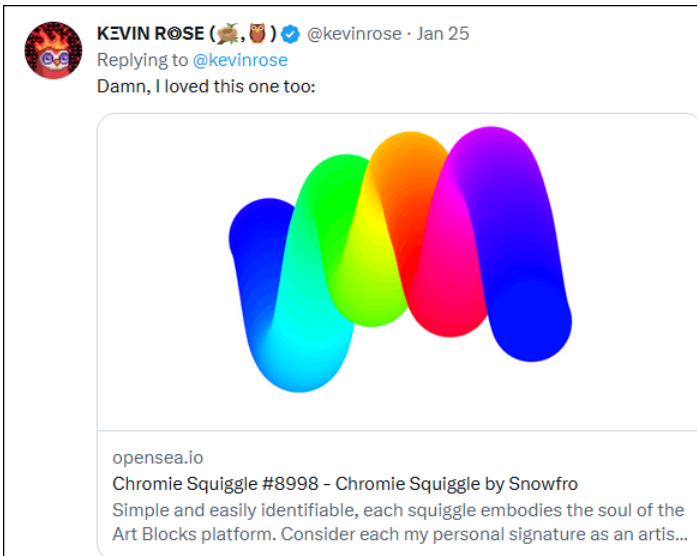 KΞVIN R◎SE (🪹,🦉) @kevinrose · Jan 25
Replying to @kevinrose
Damn, I loved this one too:
opensea.io
Chromie Squiggle #8998 - Chromie Squiggle by Snowfro
Simple and easily identifiable, each squiggle embodies the soul of the
Art Blocks platform. Consider each my personal signature as an artis...